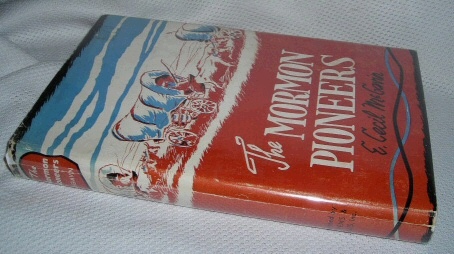 The MORMON
PIONEERS
E. Cecil McGavin
The
Mormon
Pioneers